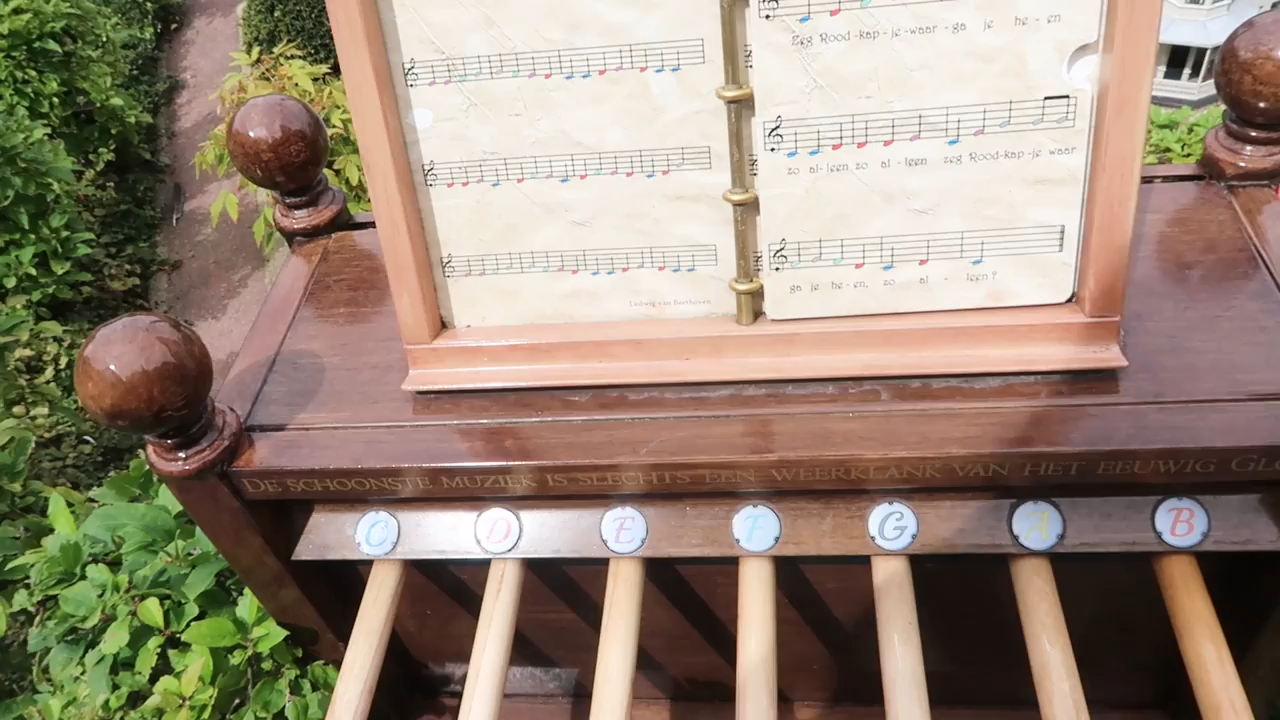 Ludwig van Beethoven
Zeg Rood-kap-je-waar-ga je he-en
zo al-leen zo al-leen zeg Rood-kap-je waar
ga je he-en, zo al-leen?
DE SCHOONSTE MUZIEK IS SLECHTS EEN WEERKLANK VAN HET EEUWIG
C D E F G A B